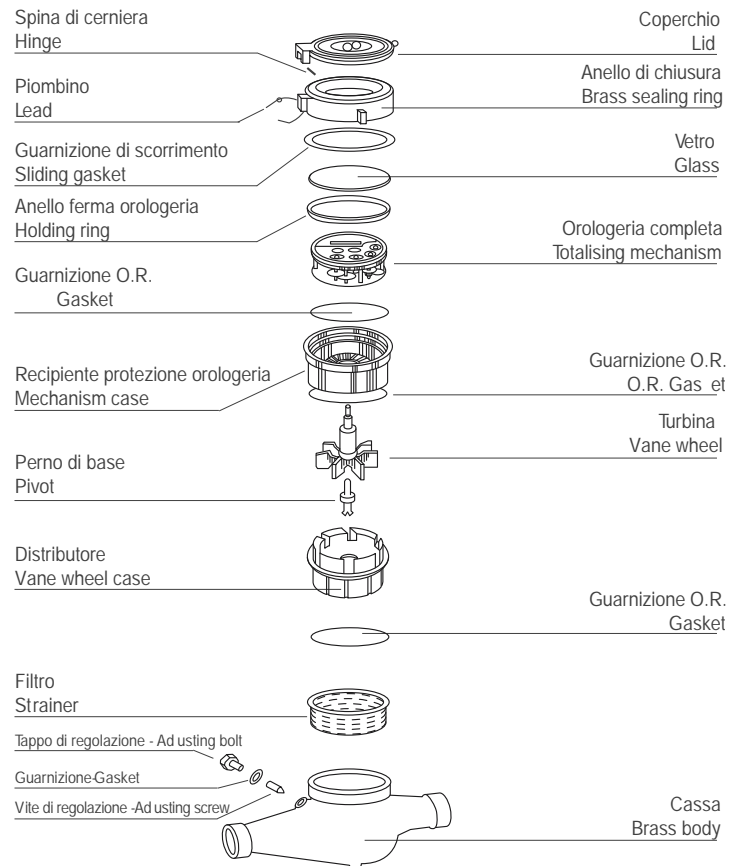 Spina di cerniera
Hinge
Coperchio
Lid
Piombino
Lead
Anello di chiusura
Brass sealing ring
Guarnizione di scorrimento
Sliding gasket
Vetro
Glass
Anello ferma orologeria
Holding ring
Orologeria completa
Totalising mechanism
Guarnizione O.R.
Gasket
Recipiente protezione orologeria
Mechanism case
Guarnizione O.R.
O.R. Gas et
Turbina
Vane wheel
Perno di base
Pivot
Distributore
Vane wheel case
Guarnizione O.R.
Gasket
Filtro
Strainer
Tappo di regolazione - Ad usting bolt
Guarnizione-Gasket
Vite di regolazione -Ad usting screw
Cassa
Brass body